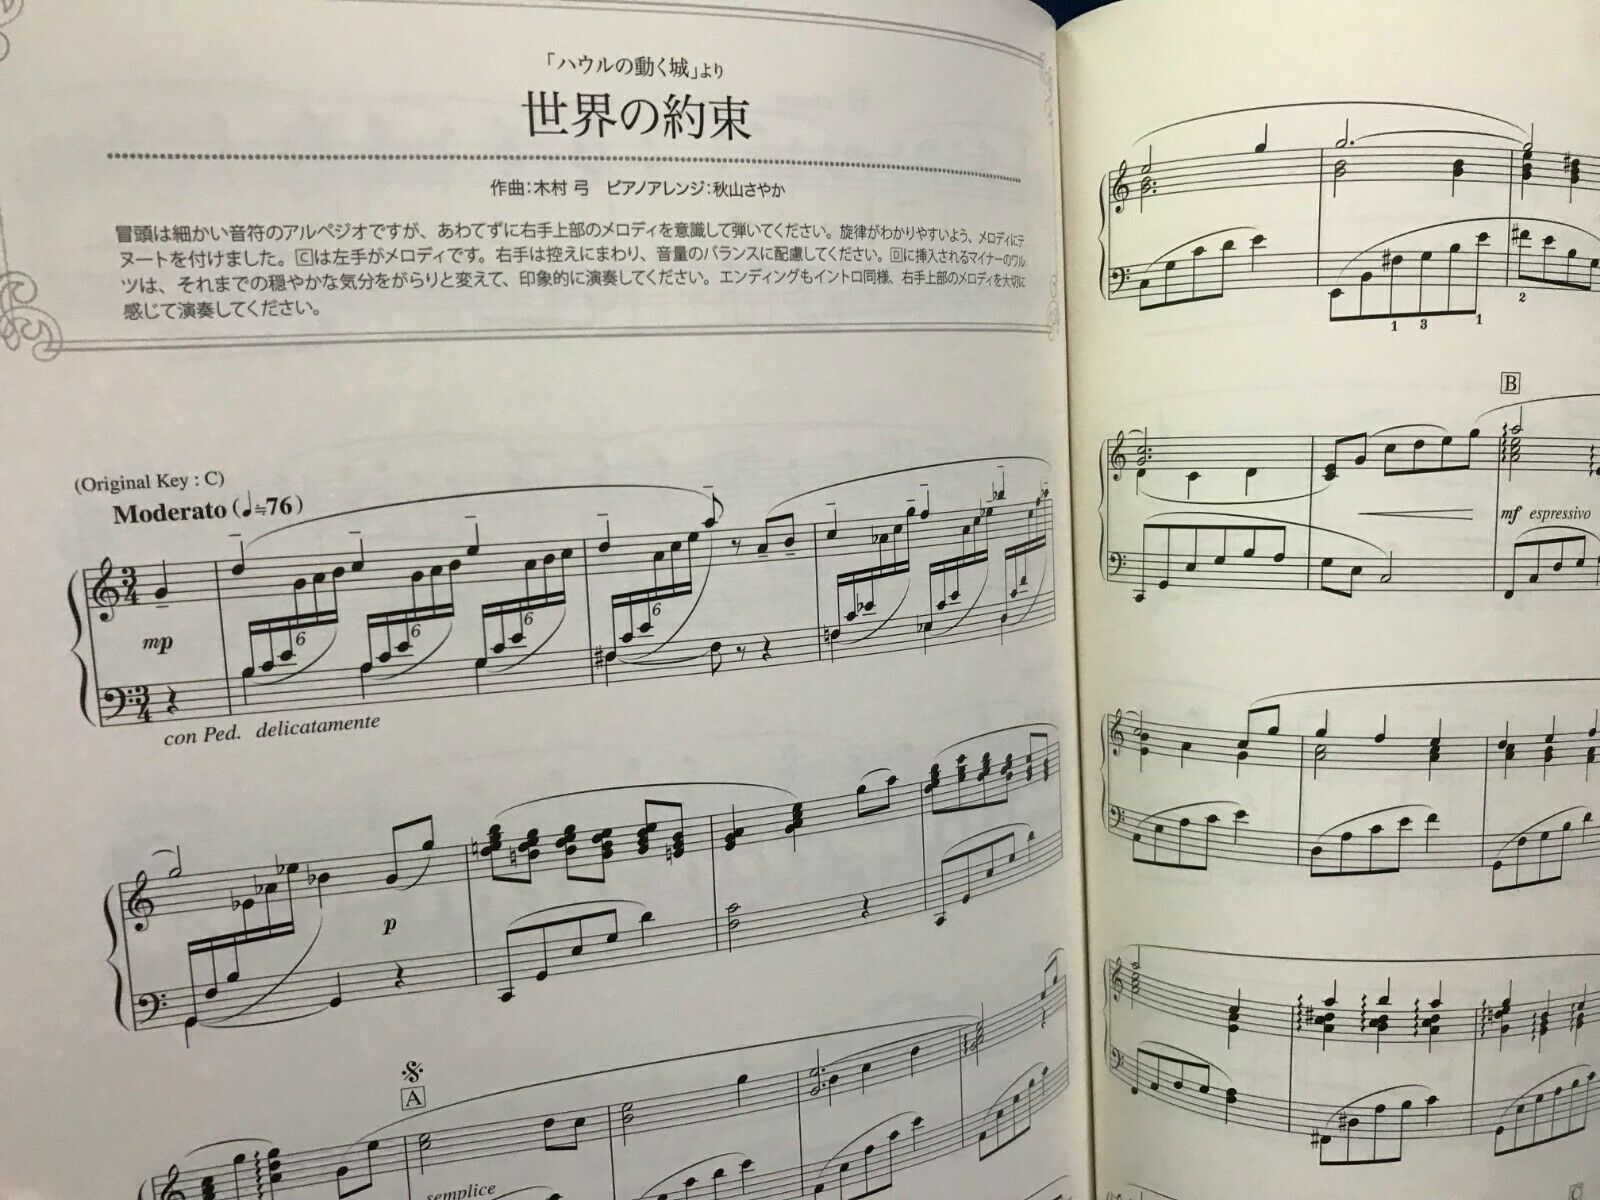 「ハウルの動く城」より
世界の約束
作曲:木村 弓　ピアノアレンジ:秋山さやか
冒頭は細かい音符のアルペジオですが、あわてずに右手上部のメロディを意識して弾いてください。旋律がわかりやすいよう、メロディにテ
ヌートを付けました。Cは左手がメロディです。右手は控えにまわり、音量のバランスに配慮してください。Dに挿入されるマイナーのワル
ツは、それまでの穏やかな気分をがらりと変えて、印象的に演奏してください。エンディングもイントロ同様、右手上部のメロディを大切に
感じて演奏してください。
(Original Key : C)
Moderato (♩≒76)
3 4
mp
6 6 6 6
3 4
con Ped. delicatamente
p
A
semplice
1 3 1 2
B
mf espressivo